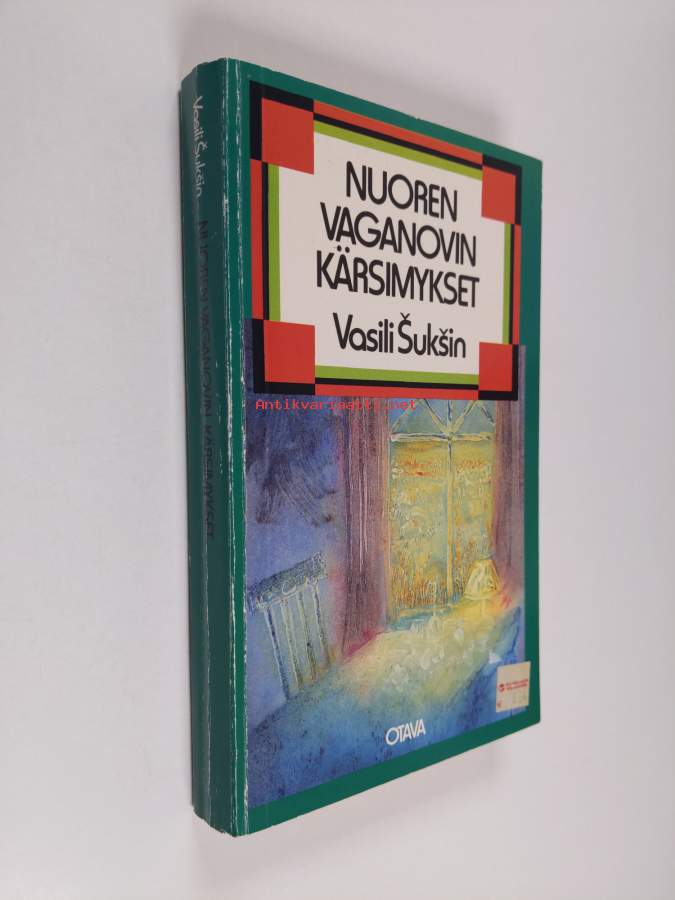 NUOREN
VAGANOVIN
KÄRSIMYKSET
Vasili Šukšin
Antikvariaatti.net
OTAVA
Vasili Šukšin NUOREN VAGANOVIN KÄRSIMYKSET